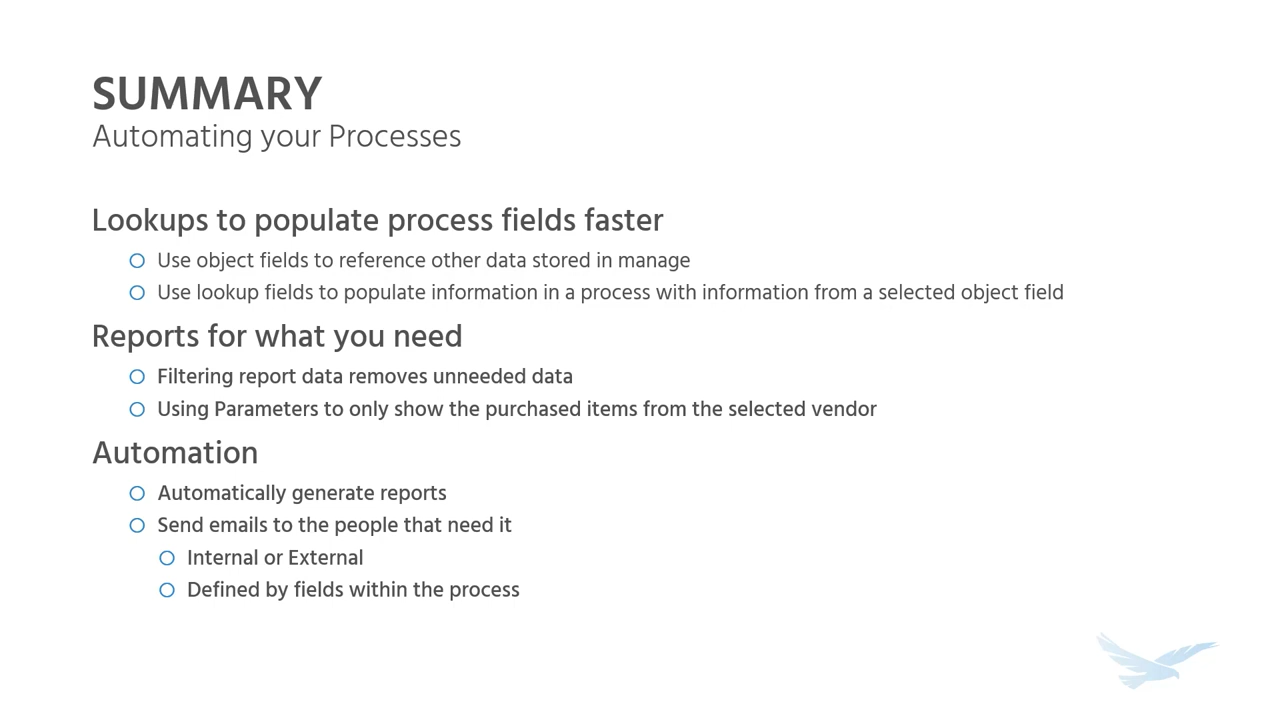 SUMMARY
Automating your Processes
Lookups to populate process fields faster
Use object fields to reference other data stored in manage
Use lookup fields to populate information in a process with information from a selected object field
Reports for what you need
Filtering report data removes unneeded data
Using Parameters to only show the purchased items from the selected vendor
Automation
Automatically generate reports
Send emails to the people that need it
Internal or External
Defined by fields within the process